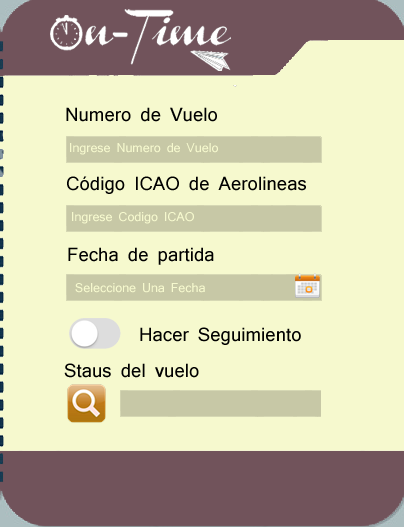 On-Time
Numero de Vuelo
Ingrese Numero de Vuelo
Código ICAO de Aerolineas
Ingrese Codigo ICAO
Fecha de partida
Seleccione Una Fecha
Hacer Seguimiento
Staus del vuelo